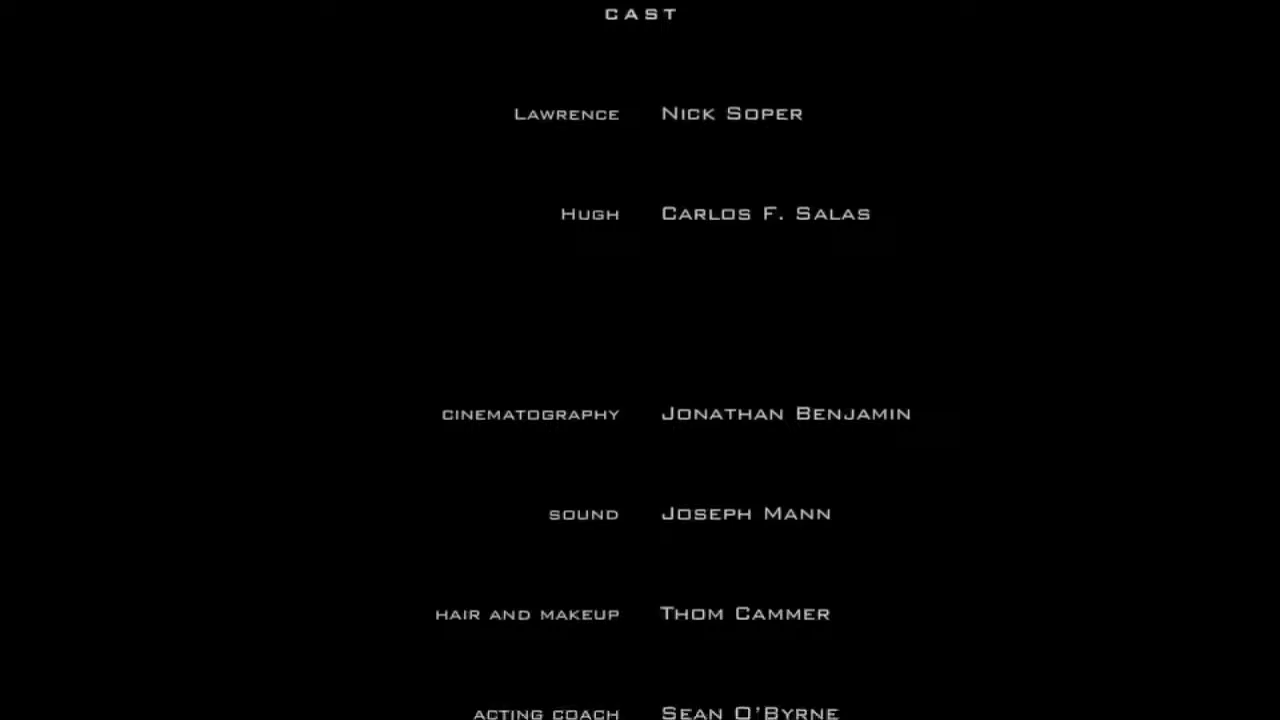 CAST
LAWRENCE NICK SOPER
HUGH CARLOS F. SALAS
CINEMATOGRAPHY JONATHAN BENJAMIN
SOUND JOSEPH MANN
HAIR AND MAKEUP THOM CAMMER
ACTING COACH SEAN O'BYRNE